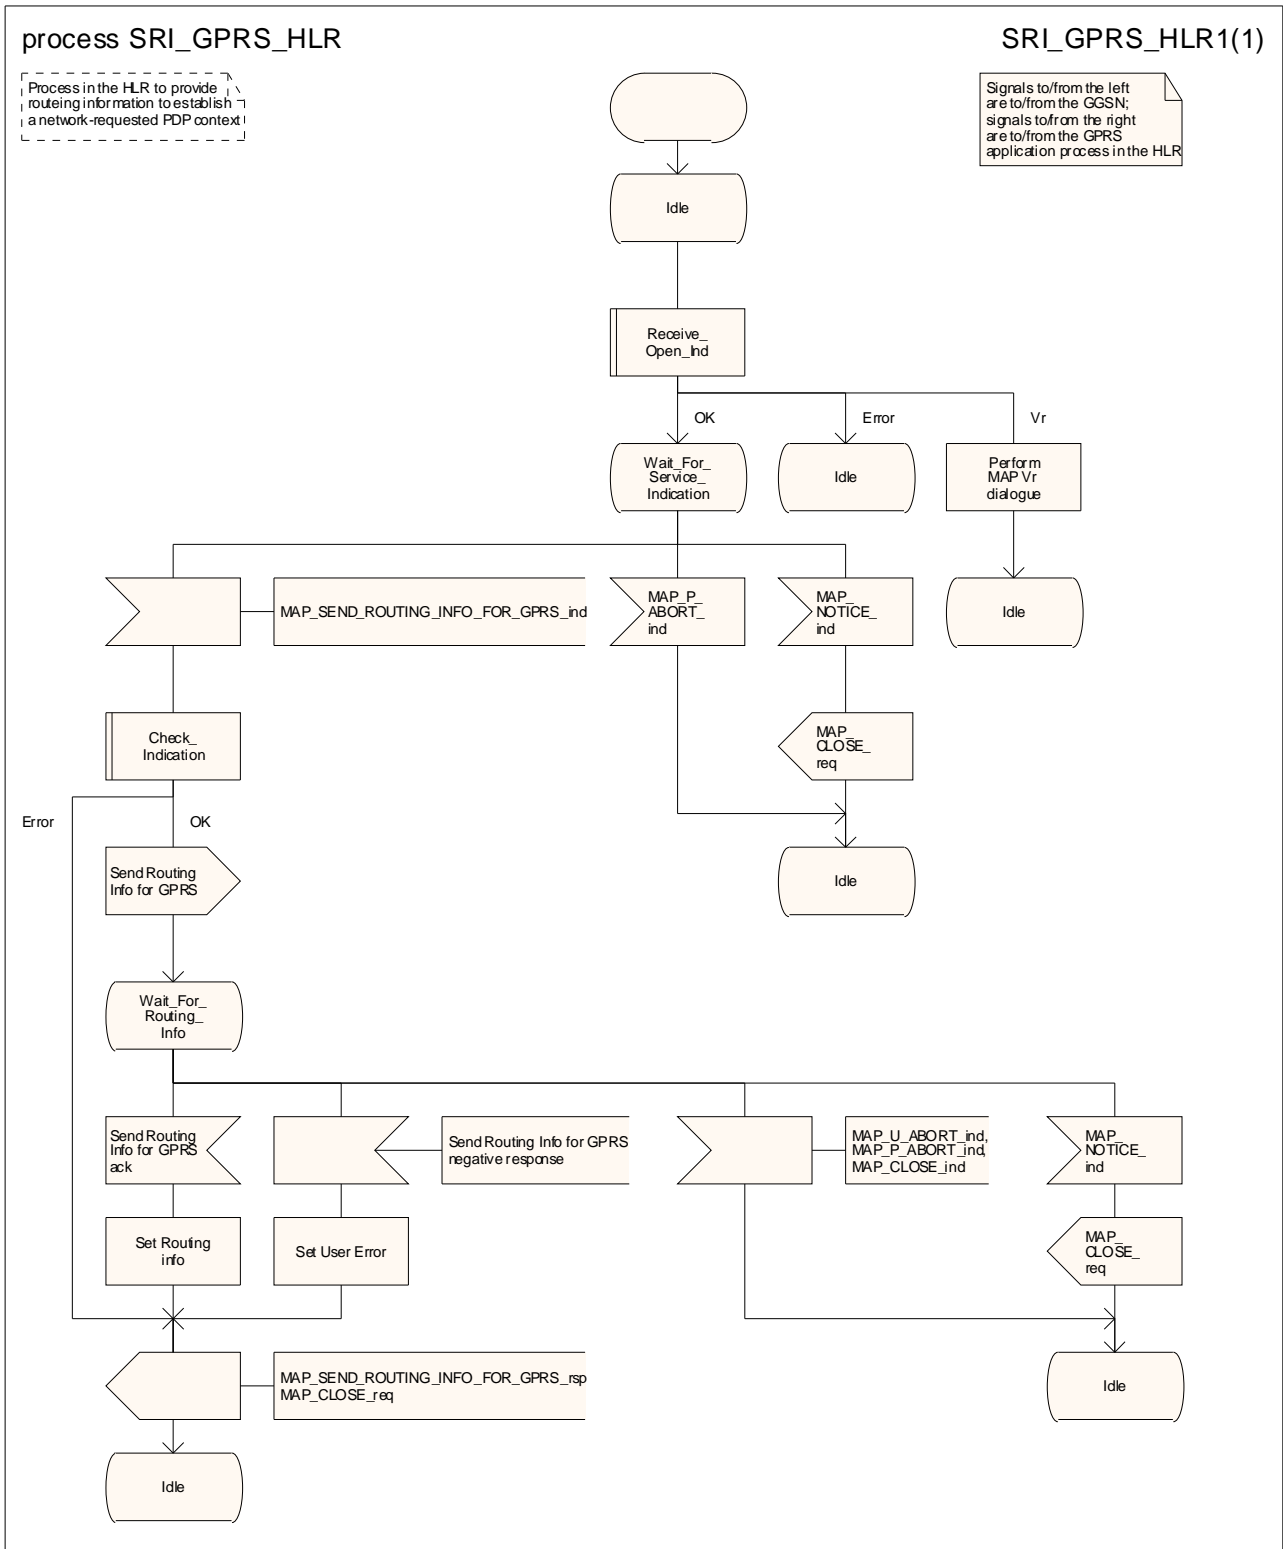 process SRI_GPRS_HLR
SRI_GPRS_HLR1(1)
Process in the HLR to provide
routeing information to establish
a network-requested PDP context
Signals to/from the left
are to/from the GGSN;
signals to/from the right
are to/from the GPRS
application process in the HLR
Idle
Receive_
Open_Ind
OK
Error
Vr
Wait_For_
Service_
Indication
Idle
Perform
MAP Vr
dialogue
MAP_SEND_ROUTING_INFO_FOR_GPRS_ind
MAP_P_
ABORT_
ind
MAP_
NOTICE_
ind
Idle
Check_
Indication
MAP_
CLOSE_
req
Error
OK
Send Routing
Info for GPRS
Idle
Wait_For_
Routing_
Info
Send Routing
Info for GPRS
ack
Send Routing Info for GPRS
negative response
MAP_U_ABORT_ind,
MAP_P_ABORT_ind,
MAP_CLOSE_ind
MAP_
NOTICE_
ind
Set Routing
info
Set User Error
MAP_
CLOSE_
req
MAP_SEND_ROUTING_INFO_FOR_GPRS_rsp
MAP_CLOSE_req
Idle
Idle